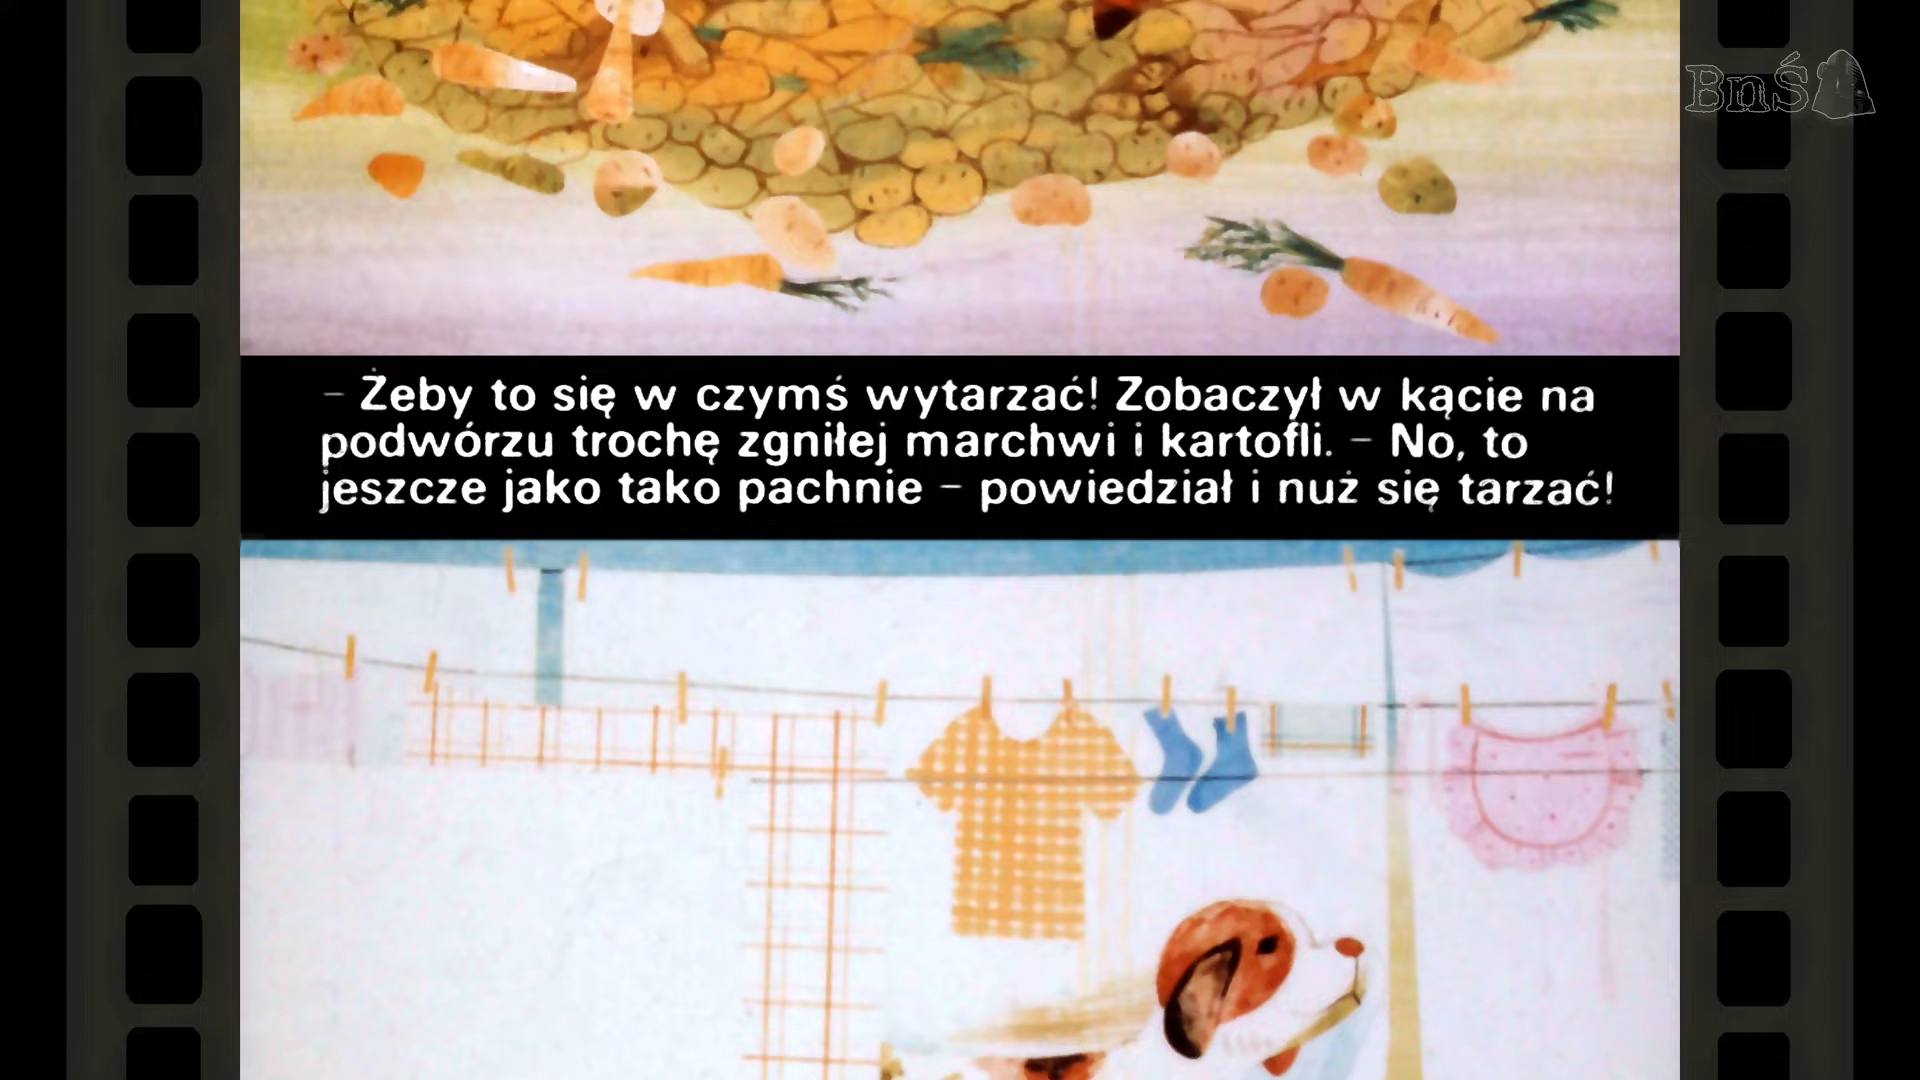 BnŚ
– Żeby to się w czymś wytarzać! Zobaczył w kącie na
podwórzu trochę zgniłej marchwi i kartofli. – No, to
jeszcze jako tako pachnie – powiedział i nuż się tarzać!